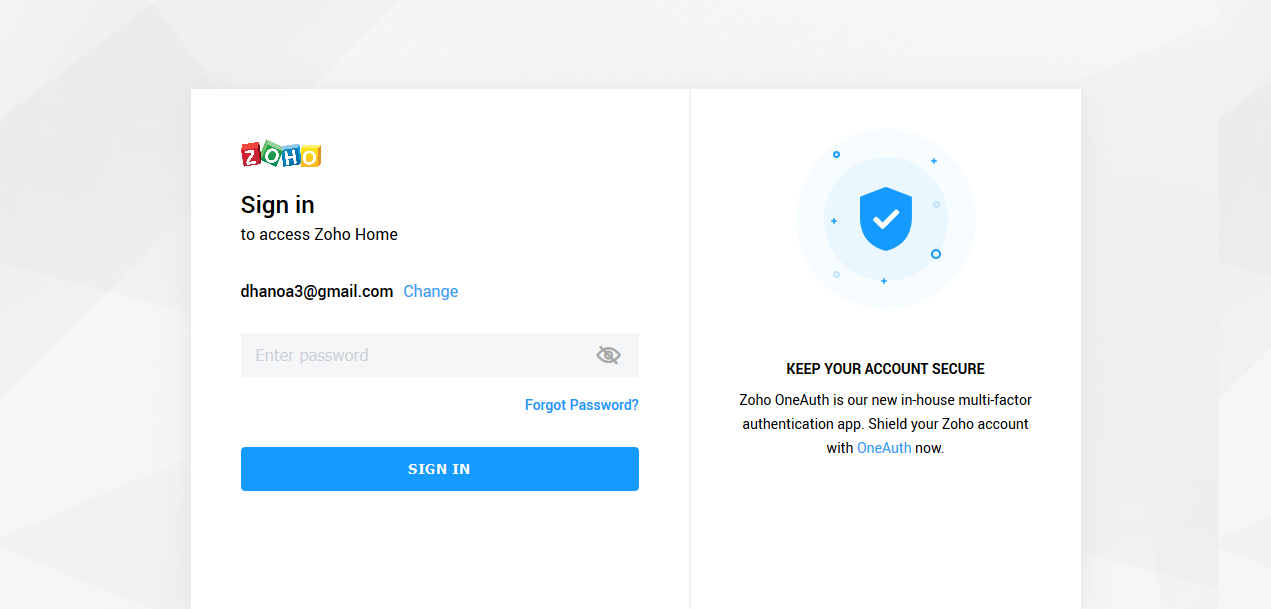 ZOHO
Sign in
to access Zoho Home
dhanoa3@gmail.com Change
Enter password
Forgot Password?
SIGN IN
KEEP YOUR ACCOUNT SECURE
Zoho OneAuth is our new in-house multi-factor
authentication app. Shield your Zoho account
with OneAuth now.